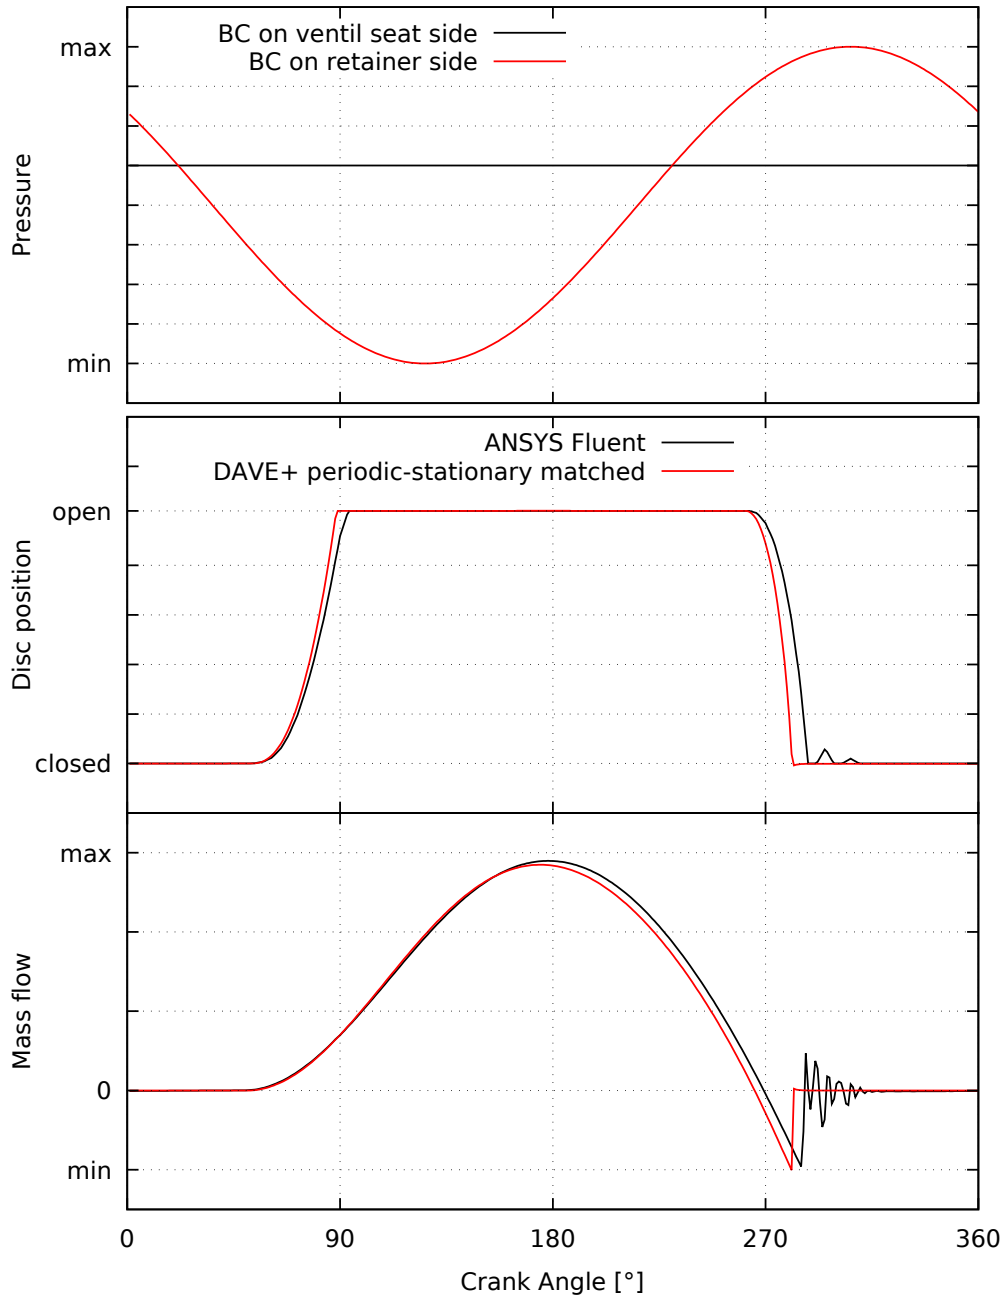 BC on ventil seat side
BC on retainer side
max
min
Pressure
ANSYS Fluent
DAVE+ periodic-stationary matched
open
closed
Disc position
max
0
min
Mass flow
0 90 180 270 360
Crank Angle [°]